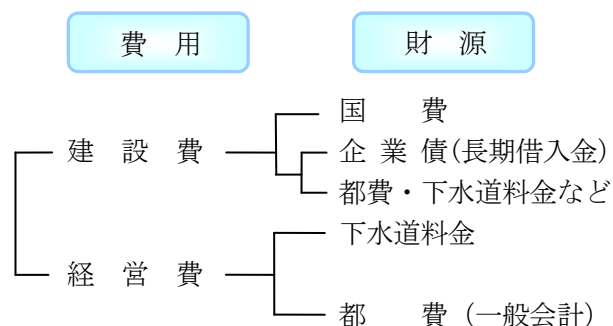 費 用
財 源
建 設 費
国 費
企 業 債(長期借入金)
都費・下水道料金など
経 営 費
下水道料金
都 費 (一般会計)